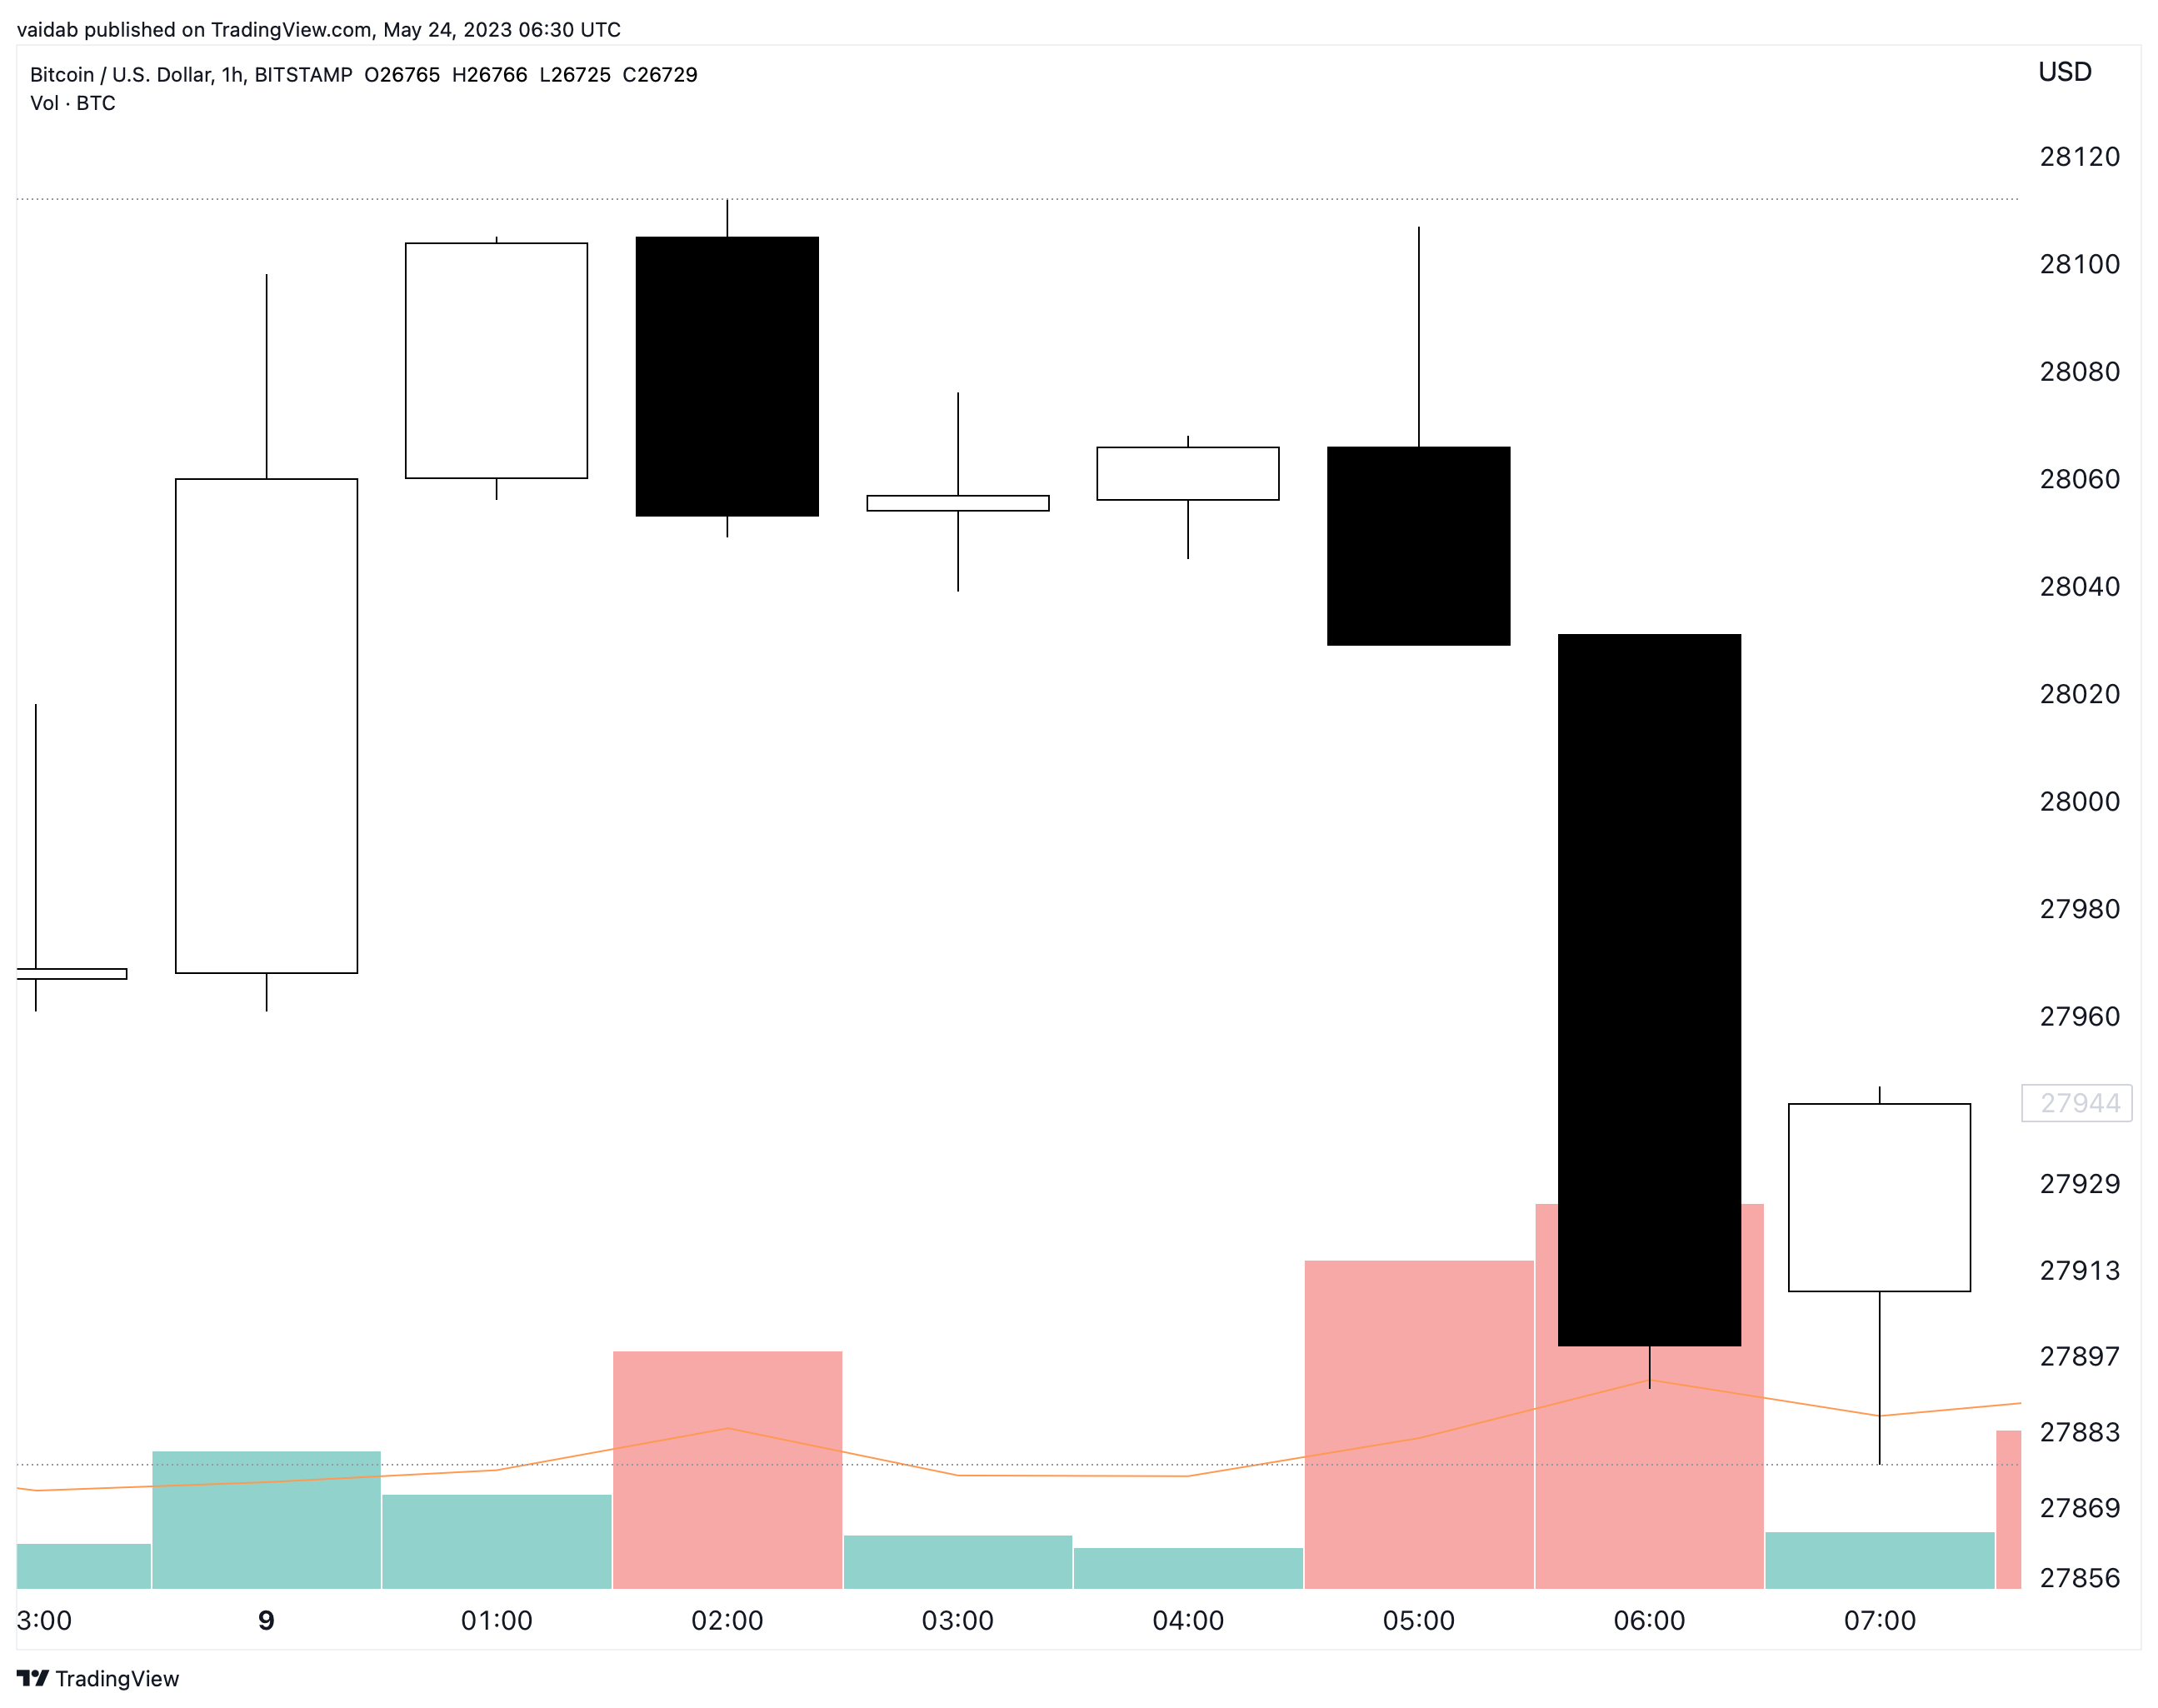 vaidab published on TradingView.com, May 24, 2023 06:30 UTC
Bitcoin / U.S. Dollar, 1h, BITSTAMP O26765 H26766 L26725 C26729
Vol · BTC
USD
28120
28100
28080
28060
28040
28020
28000
27980
27960
27944
27929
27913
27897
27883
27869
27856
3:00 9 01:00 02:00 03:00 04:00 05:00 06:00 07:00
TradingView